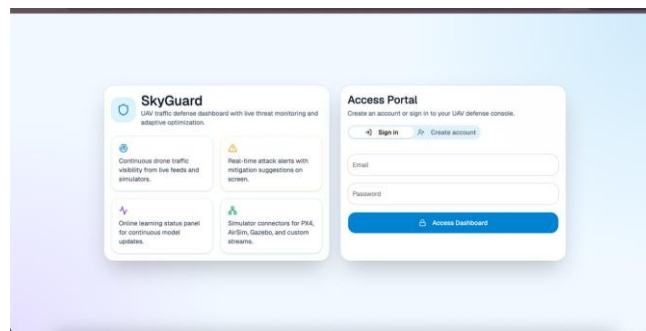 SkyGuard
UAV traffic defense dashboard with live threat monitoring and
adaptive optimization.
Continuous drone traffic
visibility from live feeds and
simulators.
Real-time attack alerts with
mitigation suggestions on
screen.
Online learning status panel
for continuous model
updates.
Simulator connectors for PX4,
AirSim, Gazebo, and custom
streams.
Access Portal
Create an account or sign in to your UAV defense console.
Sign in
Create account
Email
Password
Access Dashboard